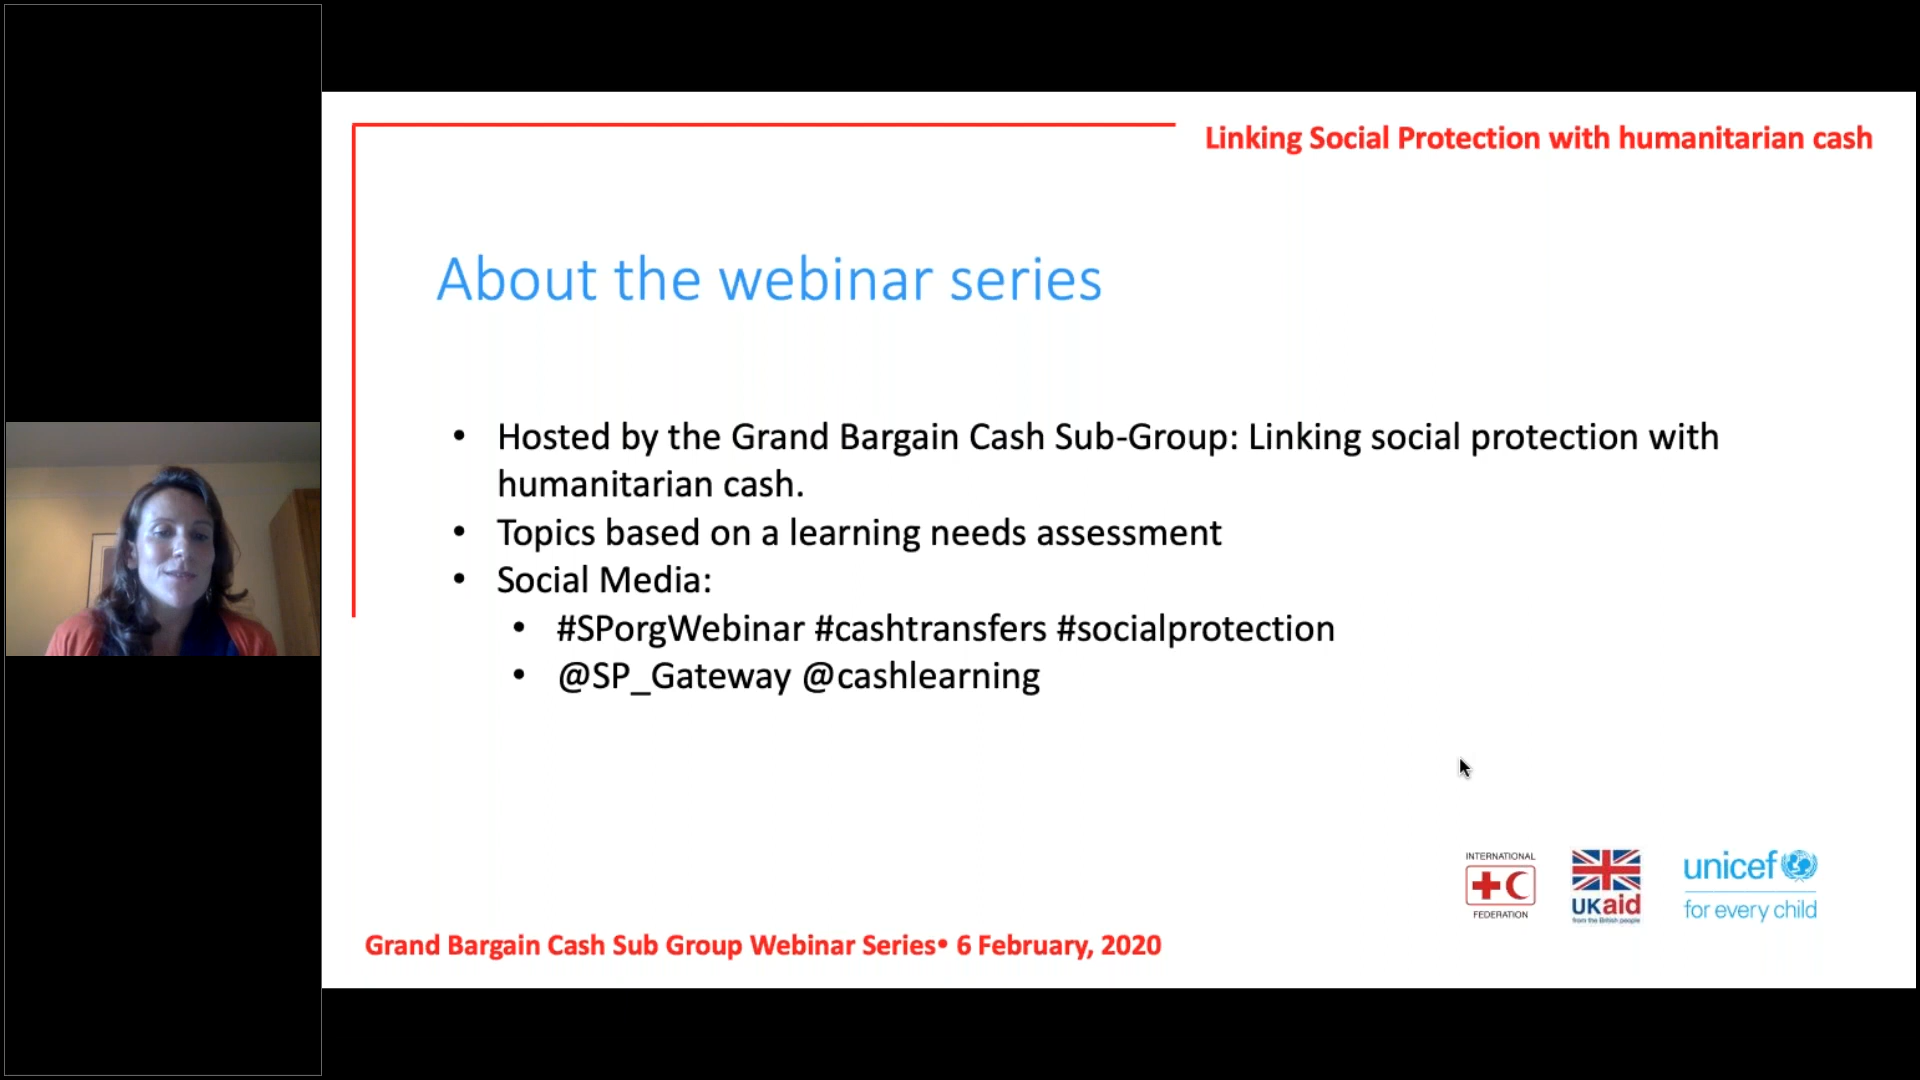 Linking Social Protection with humanitarian cash
About the webinar series
• Hosted by the Grand Bargain Cash Sub-Group: Linking social protection with
humanitarian cash.
• Topics based on a learning needs assessment
• Social Media:
• #SPorgWebinar #cashtransfers #socialprotection
• @SP_Gateway @cashlearning
INTERNATIONAL
FEDERATION
UKaid
from the British people
unicef
for every child
Grand Bargain Cash Sub Group Webinar Series• 6 February, 2020